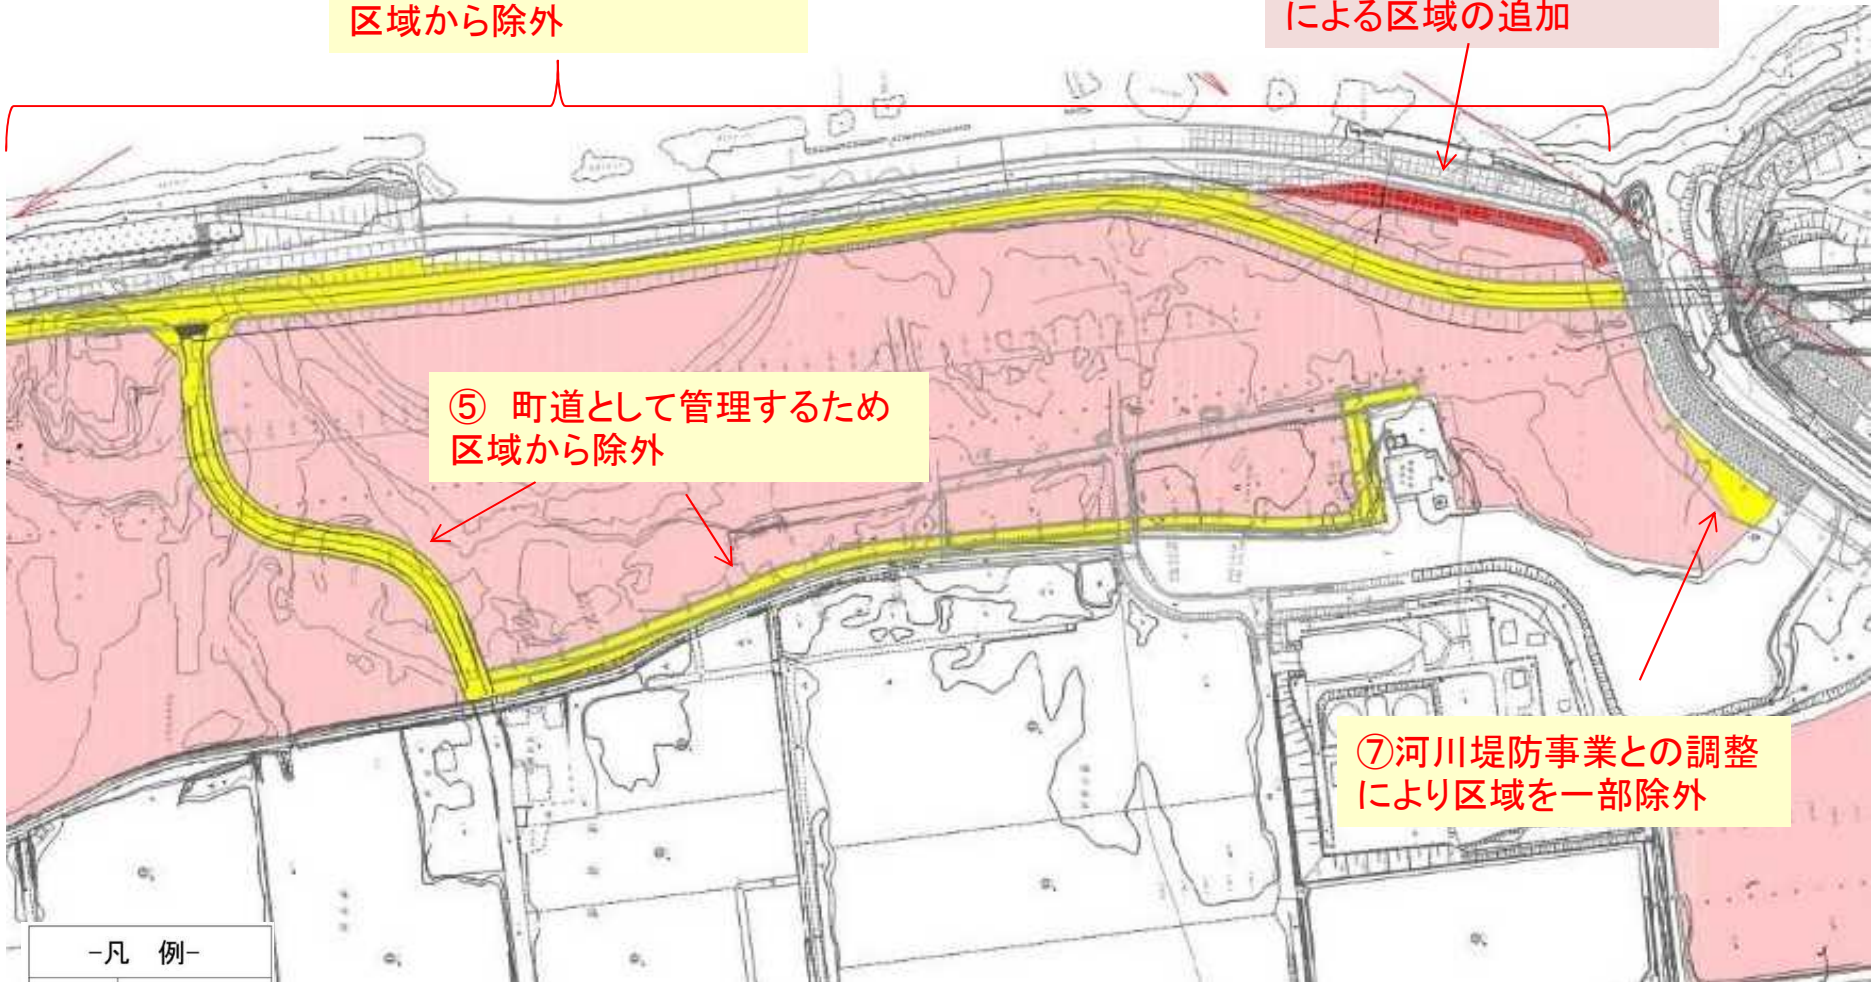 区域から除外
による区域の追加
⑤ 町道として管理するため
区域から除外
⑦河川堤防事業との調整
により区域を一部除外
-凡 例-